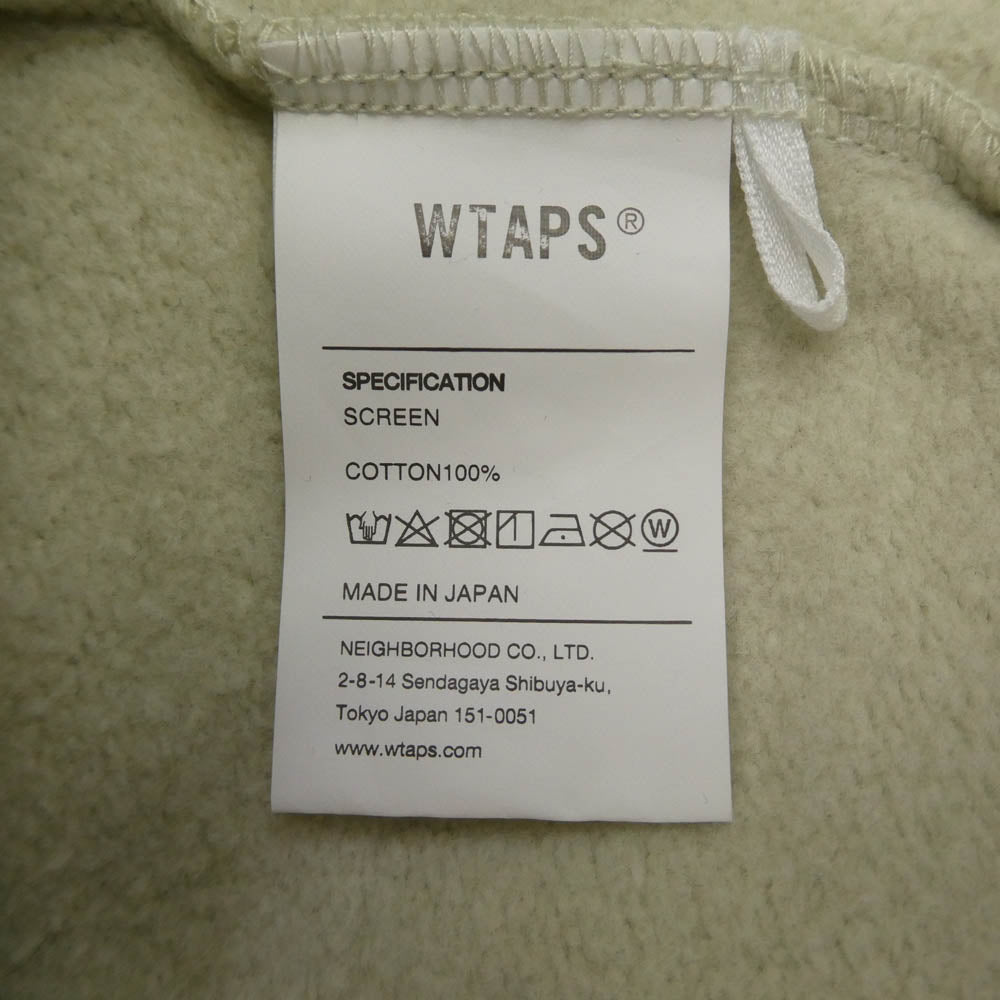 WTAPS®
SPECIFICATION
SCREEN
COTTON100%
W
MADE IN JAPAN
NEIGHBORHOOD CO., LTD.
2-8-14 Sendagaya Shibuya-ku,
Tokyo Japan 151-0051
www.wtaps.com